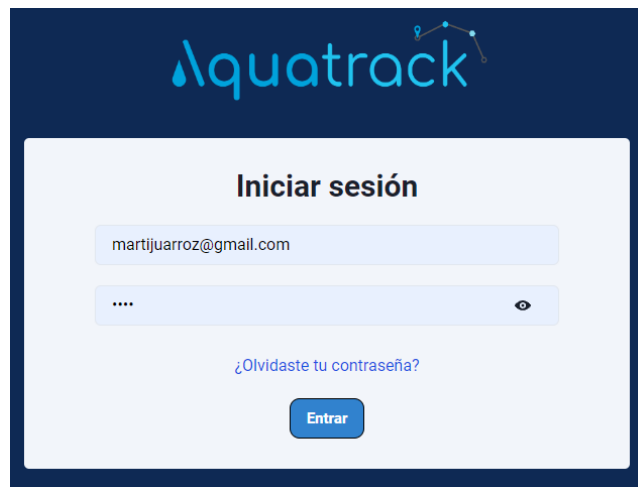 Aquatrack
Iniciar sesión
martijuarroz@gmail.com
••••
¿Olvidaste tu contraseña?
Entrar